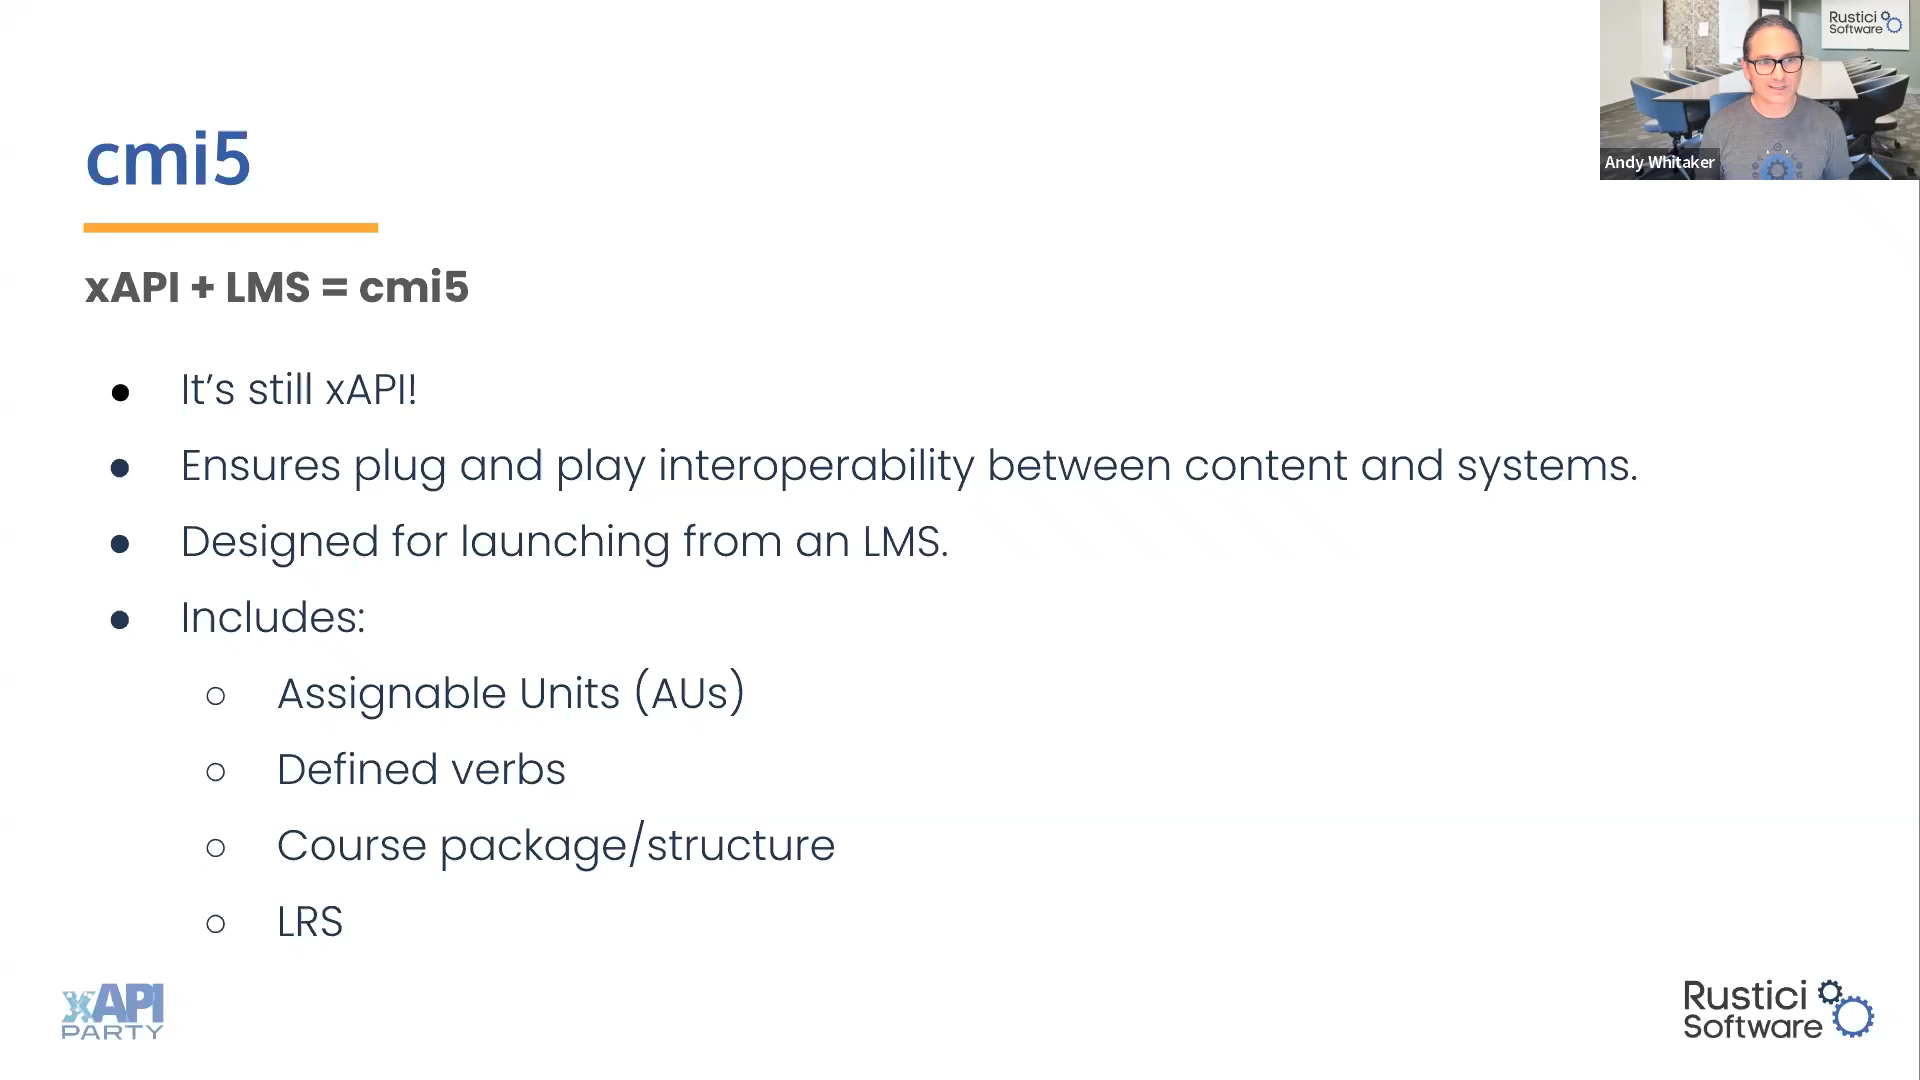 cmi5
xAPI + LMS = cmi5
● It’s still xAPI!
● Ensures plug and play interoperability between content and systems.
● Designed for launching from an LMS.
● Includes:
○ Assignable Units (AUs)
○ Defined verbs
○ Course package/structure
○ LRS
xAPI
PARTY
Rustici
Software
Rustici
Software
Andy Whitaker